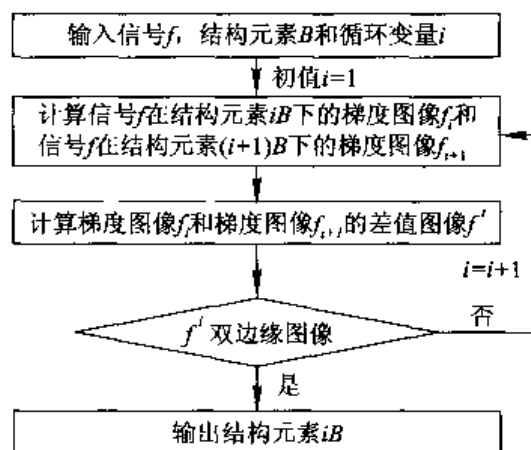 输入信号f, 结构元素B和循环变量i
初值i=1
计算信号f在结构元素iB下的梯度图像f_i和
信号f在结构元素(i+1)B下的梯度图像f_{i+1}
计算梯度图像f_i和梯度图像f_{i+1}的差值图像f'
i=i+1
f' 双边缘图像
否
是
输出结构元素iB